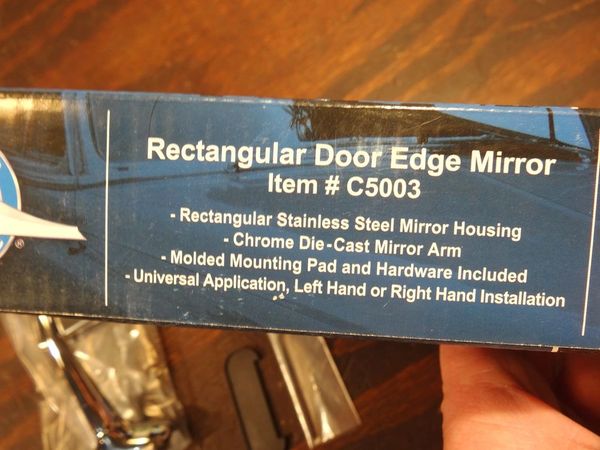 Rectangular Door Edge Mirror
Item # C5003
- Rectangular Stainless Steel Mirror Housing
- Chrome Die-Cast Mirror Arm
- Molded Mounting Pad and Hardware Included
- Universal Application, Left Hand or Right Hand Installation
®